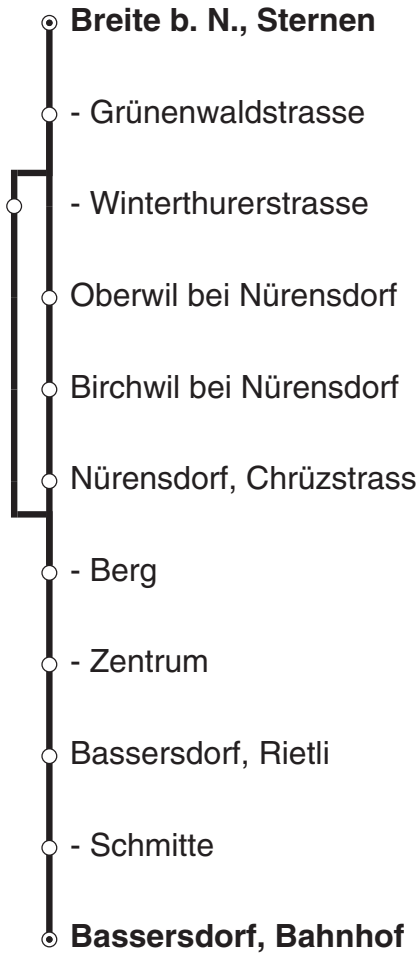 Breite b. N., Sternen
- Grünenwaldstrasse
- Winterthurerstrasse
Oberwil bei Nürensdorf
Birchwil bei Nürensdorf
Nürensdorf, Chrüzstrass
- Berg
- Zentrum
Bassersdorf, Rietli
- Schmitte
Bassersdorf, Bahnhof